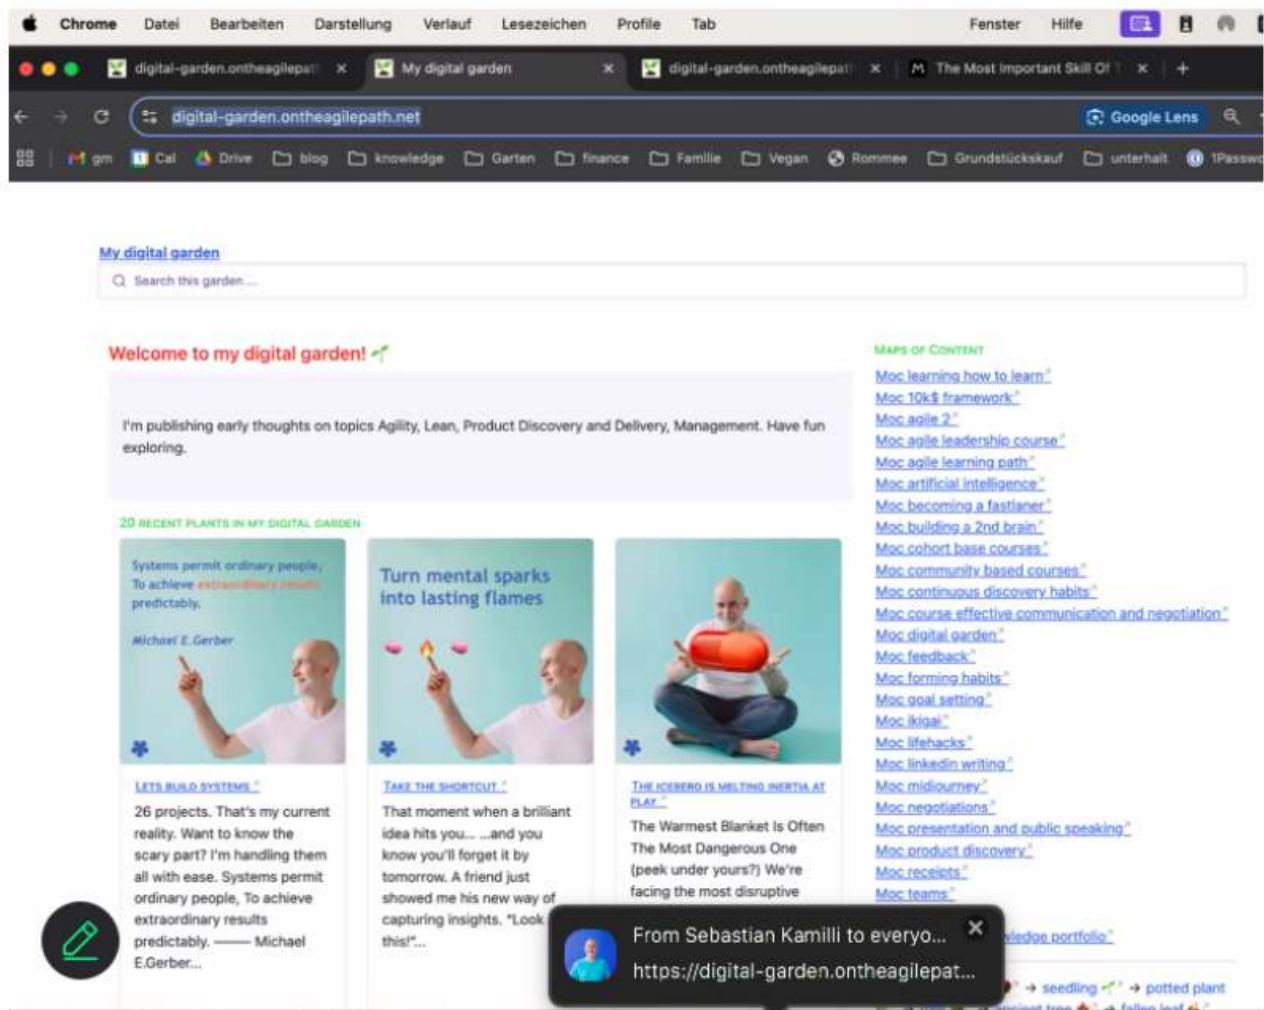 Chrome Datei Bearbeiten Darstellung Verlauf Lesezeichen Profile Tab Fenster Hilfe
digital-garden.ontheagilepat
My digital garden
digital-garden.ontheagilepat
The Most Important Skill Of
digital-garden.ontheagilepath.net
Google Lens
gm Cal Drive blog knowledge Garten finance Familie Vegan Rommee Grundstückskauf unterhalt 1Passwo
My digital garden
Search this garden ...
Welcome to my digital garden!
I'm publishing early thoughts on topics Agility, Lean, Product Discovery and Delivery, Management. Have fun
exploring.
20 RECENT PLANTS IN MY DIGITAL GARDEN
Systems permit ordinary people,
To achieve extraordinary results
predictably.
Michael E.Gerber
LETS BUILD SYSTEMS
26 projects. That's my current
reality. Want to know the
scary part? I'm handling them
all with ease. Systems permit
ordinary people, To achieve
extraordinary results
predictably. ——— Michael
E.Gerber...
Turn mental sparks
into lasting flames
TAKE THE SHORTCUT
That moment when a brilliant
idea hits you... ...and you
know you'll forget it by
tomorrow. A friend just
showed me his new way of
capturing insights. "Look
this!"...
THE ICEBERG IS MELTING INERTIA AT
PLAY
The Warmest Blanket Is Often
The Most Dangerous One
(peek under yours?) We're
facing the most disruptive
MAPS OF CONTENT
Moc learning how to learn
Moc 10k$ framework
Moc agile 2
Moc agile leadership course
Moc agile learning path
Moc artificial intelligence
Moc becoming a fastlaner
Moc building a 2nd brain
Moc cohort base courses
Moc community based courses
Moc continuous discovery habits
Moc course effective communication and negotiation
Moc digital garden
Moc feedback
Moc forming habits
Moc goal setting
Moc ikigai
Moc lifehacks
Moc linkedin writing
Moc midjourney
Moc negotiations
Moc presentation and public speaking
Moc product discovery
Moc receipts
Moc teams
wledge portfolio
→ seedling → potted plant
→ ancient tree → fallen leaf
From Sebastian Kamilli to everyo...
https://digital-garden.ontheagilepat...